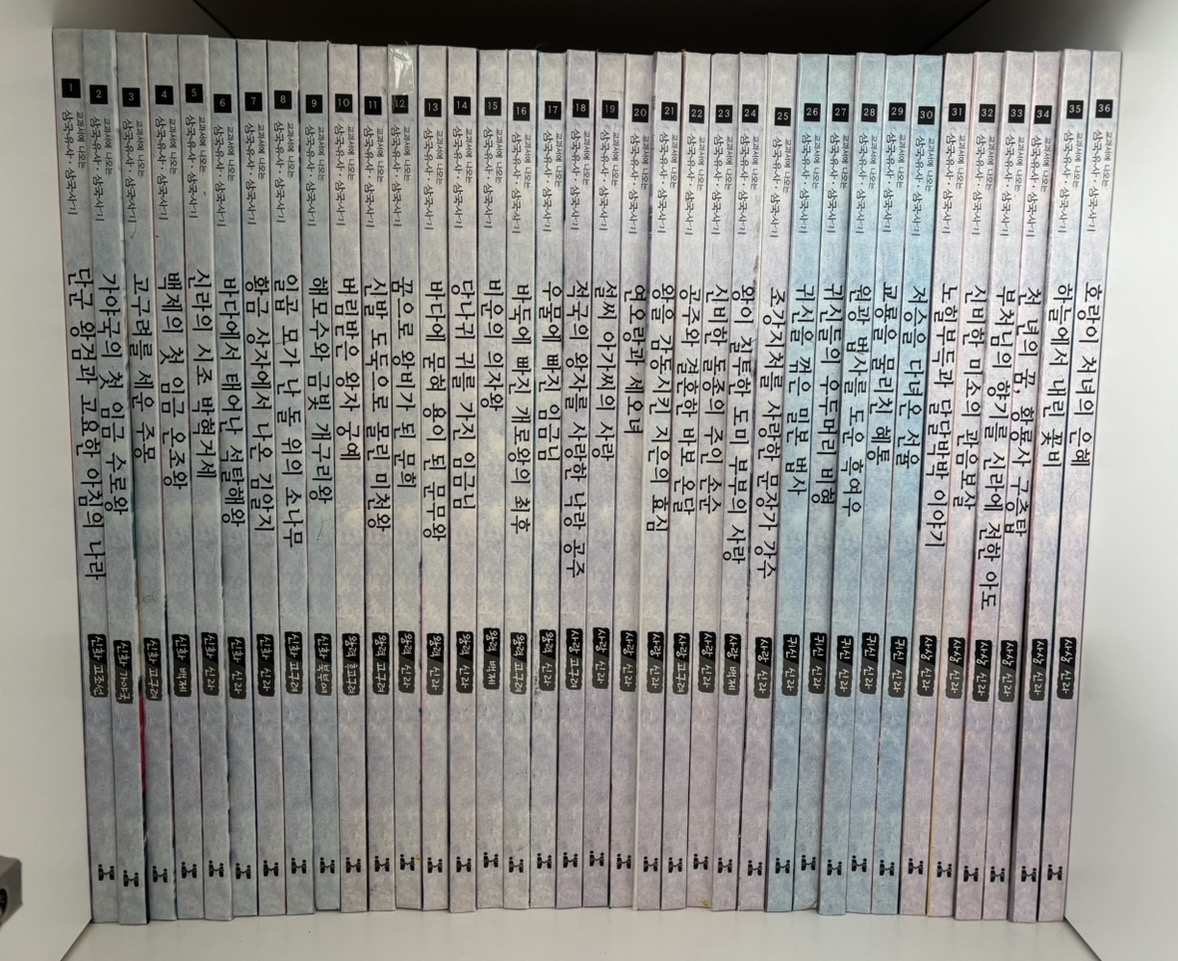 1 교과서에 나오는 삼국유사·삼국사기 단군 왕검과 고요한 아침의 나라 신화 고조선
2 교과서에 나오는 삼국유사·삼국사기 가야국의 첫 임금 수로왕 신화 가야국
3 교과서에 나오는 삼국유사·삼국사기 고구려를 세운 주몽 신화 고구려
4 교과서에 나오는 삼국유사·삼국사기 백제의 첫 임금 온조왕 신화 백제
5 교과서에 나오는 삼국유사·삼국사기 신라의 시조 박혁거세 신화 신라
6 교과서에 나오는 삼국유사·삼국사기 바다에서 태어난 석탈해왕 신화 신라
7 교과서에 나오는 삼국유사·삼국사기 황금 상자에서 나온 김알지 신화 신라
8 교과서에 나오는 삼국유사·삼국사기 일곱 모가 난 돌 위의 소나무 신화 고구려
9 교과서에 나오는 삼국유사·삼국사기 해모수와 금빛 개구리왕 신화 북부여
10 교과서에 나오는 삼국유사·삼국사기 버림받은 왕자 궁예 왕력 후고구려
11 교과서에 나오는 삼국유사·삼국사기 신발 도둑으로 몰린 미천왕 왕력 고구려
12 교과서에 나오는 삼국유사·삼국사기 꿈으로 왕비가 된 문희 왕력 신라
13 교과서에 나오는 삼국유사·삼국사기 바다에 묻혀 용이 된 문무왕 왕력 신라
14 교과서에 나오는 삼국유사·삼국사기 당나귀 귀를 가진 임금님 왕력 신라
15 교과서에 나오는 삼국유사·삼국사기 비운의 의자왕 왕력 백제
16 교과서에 나오는 삼국유사·삼국사기 바둑에 빠진 개로왕의 최후 왕력 고구려
17 교과서에 나오는 삼국유사·삼국사기 우물에 빠진 임금님 왕력 신라
18 교과서에 나오는 삼국유사·삼국사기 적국의 왕자를 사랑한 낙랑 공주 사랑 고구려
19 교과서에 나오는 삼국유사·삼국사기 설씨 아가씨의 사랑 사랑 신라
20 교과서에 나오는 삼국유사·삼국사기 연오랑과 세오녀 사랑 신라
21 교과서에 나오는 삼국유사·삼국사기 왕을 감동시킨 지은의 효심 사랑 신라
22 교과서에 나오는 삼국유사·삼국사기 공주와 결혼한 바보 온달 사랑 고구려
23 교과서에 나오는 삼국유사·삼국사기 신비한 돌종의 주인 손순 사랑 신라
24 교과서에 나오는 삼국유사·삼국사기 왕이 질투한 도미 부부의 사랑 사랑 백제
25 교과서에 나오는 삼국유사·삼국사기 조강지처를 사랑한 문장가 강수 사랑 신라
26 교과서에 나오는 삼국유사·삼국사기 귀신을 꺾은 밀본 법사 귀신 신라
27 교과서에 나오는 삼국유사·삼국사기 귀신들의 우두머리 비형 귀신 신라
28 교과서에 나오는 삼국유사·삼국사기 원광 법사를 도운 흑여우 귀신 신라
29 교과서에 나오는 삼국유사·삼국사기 교룡을 물리친 혜통 귀신 신라
30 교과서에 나오는 삼국유사·삼국사기 저승을 다녀온 선율 귀신 신라
31 교과서에 나오는 삼국유사·삼국사기 노힐부득과 달달박박 이야기 사상 신라
32 교과서에 나오는 삼국유사·삼국사기 신비한 미소의 관음보살 사상 신라
33 교과서에 나오는 삼국유사·삼국사기 부처님의 향기를 신라에 전한 아도 사상 신라
34 교과서에 나오는 삼국유사·삼국사기 천 년의 꿈, 황룡사 구층탑 사상 신라
35 교과서에 나오는 삼국유사·삼국사기 하늘에서 내린 꽃비 사상 신라
36 교과서에 나오는 삼국유사·삼국사기 호랑이 처녀의 은혜 사상 신라